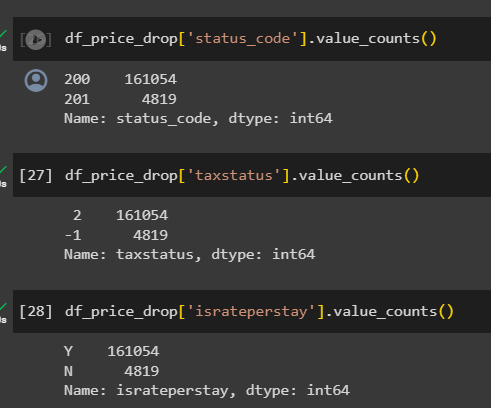 df_price_drop['status_code'].value_counts()
200    161054
201      4819
Name: status_code, dtype: int64
[27] df_price_drop['taxstatus'].value_counts()
 2    161054
-1      4819
Name: taxstatus, dtype: int64
[28] df_price_drop['israteperstay'].value_counts()
Y    161054
N      4819
Name: israteperstay, dtype: int64